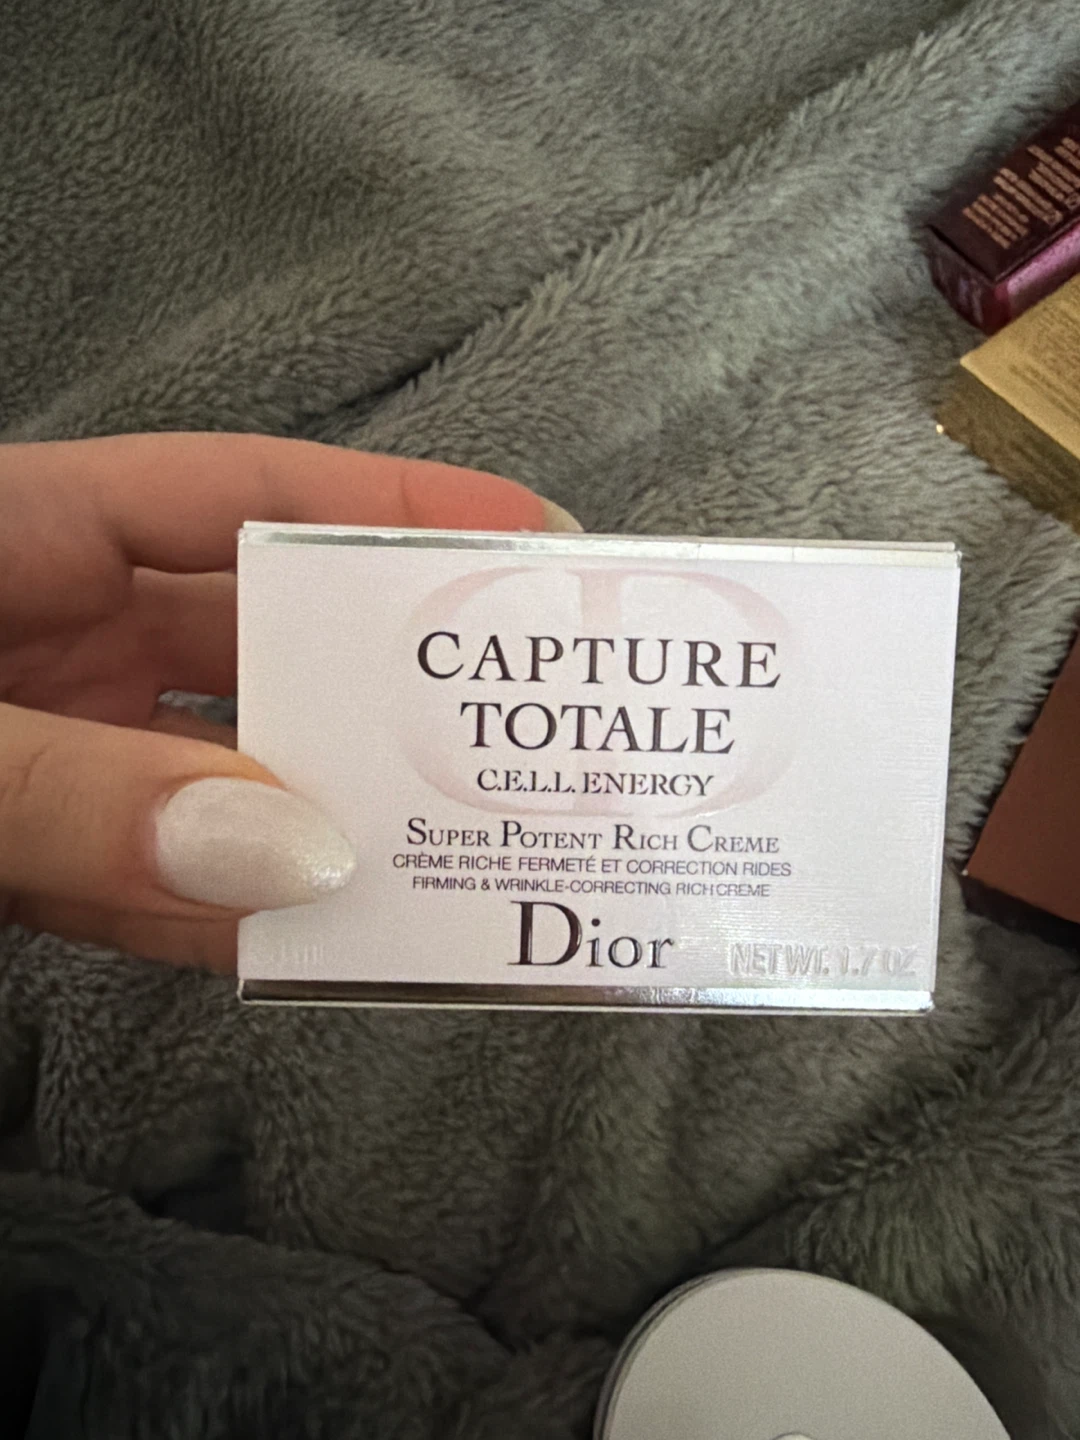 CAPTURE
TOTALE
C.E.L.L. ENERGY
SUPER POTENT RICH CREME
CRÈME RICHE FERMETÉ ET CORRECTION RIDES
FIRMING & WRINKLE-CORRECTING RICH CREME
Dior
NET WT. 1.7 OZ